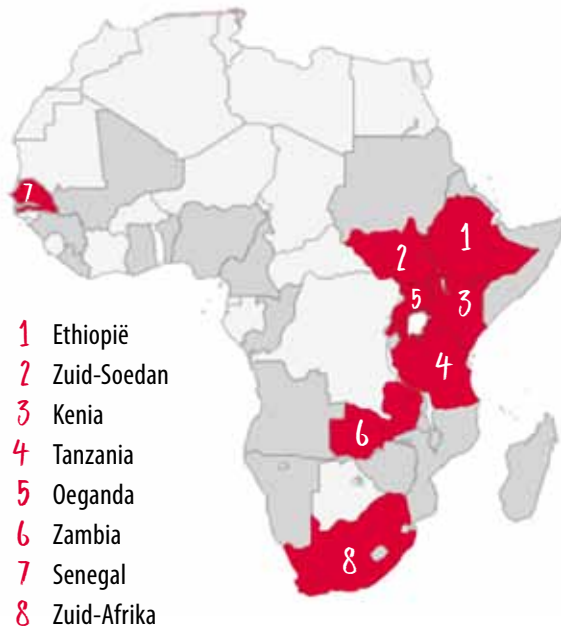 7
1
2
5
3
4
6
8
1 Ethiopië
2 Zuid-Soedan
3 Kenia
4 Tanzania
5 Oeganda
6 Zambia
7 Senegal
8 Zuid-Afrika